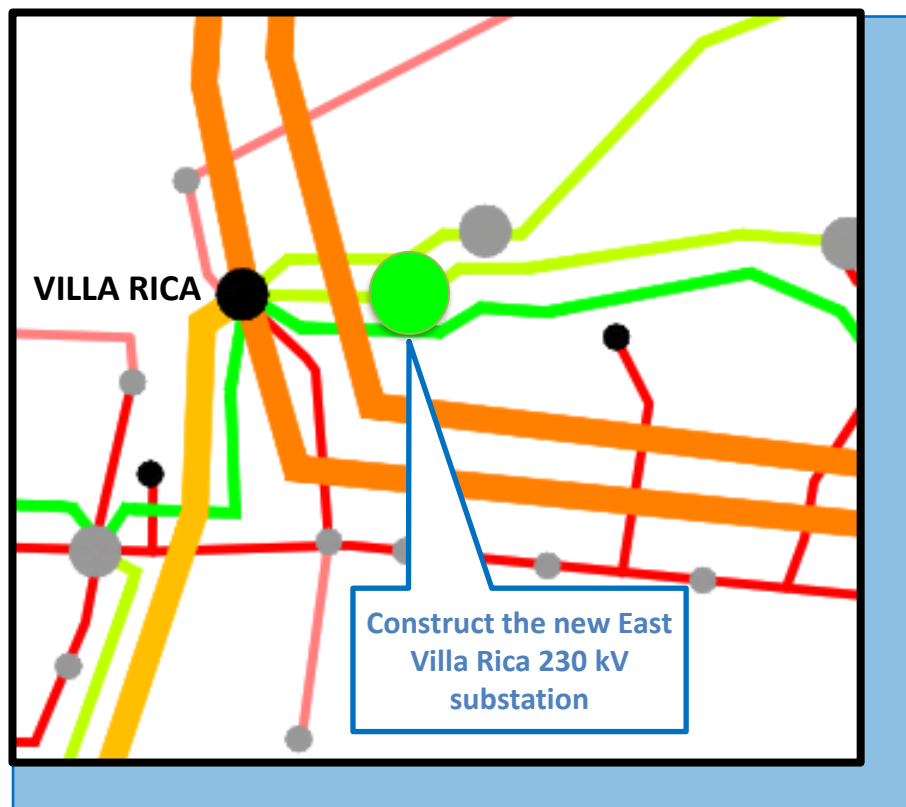 VILLA RICA
Construct the new East
Villa Rica 230 kV
substation